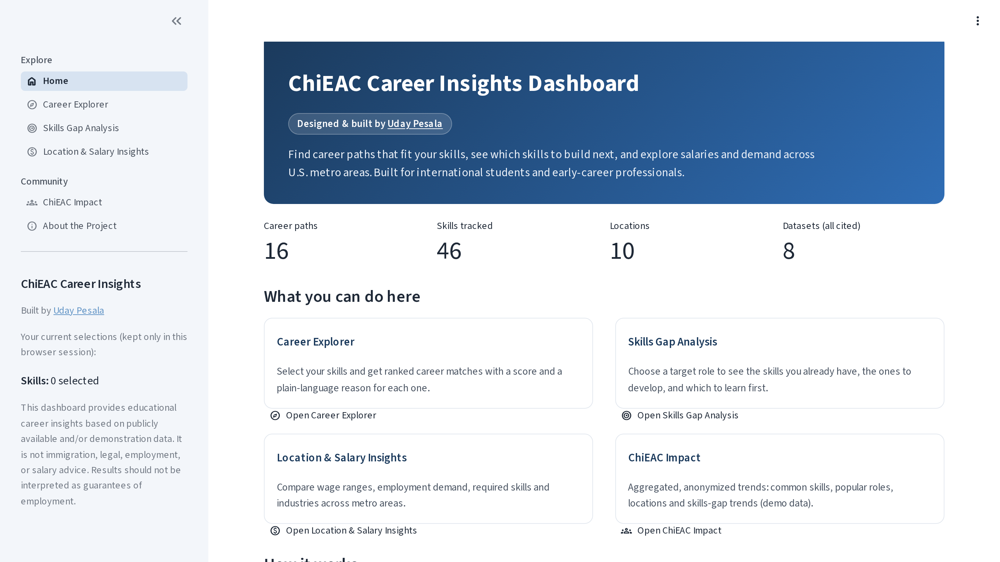 Explore
Home
Career Explorer
Skills Gap Analysis
Location & Salary Insights
Community
ChiEAC Impact
About the Project
ChiEAC Career Insights
Built by Uday Pesala
Your current selections (kept only in this
browser session):
Skills: 0 selected
This dashboard provides educational
career insights based on publicly
available and/or demonstration data. It
is not immigration, legal, employment,
or salary advice. Results should not be
interpreted as guarantees of
employment.
ChiEAC Career Insights Dashboard
Designed & built by Uday Pesala
Find career paths that fit your skills, see which skills to build next, and explore salaries and demand across
U.S. metro areas. Built for international students and early-career professionals.
Career paths
16
Skills tracked
46
Locations
10
Datasets (all cited)
8
What you can do here
Career Explorer
Select your skills and get ranked career matches with a score and a
plain-language reason for each one.
Open Career Explorer
Skills Gap Analysis
Choose a target role to see the skills you already have, the ones to
develop, and which to learn first.
Open Skills Gap Analysis
Location & Salary Insights
Compare wage ranges, employment demand, required skills and
industries across metro areas.
Open Location & Salary Insights
ChiEAC Impact
Aggregated, anonymized trends: common skills, popular roles,
locations and skills-gap trends (demo data).
Open ChiEAC Impact
How it works